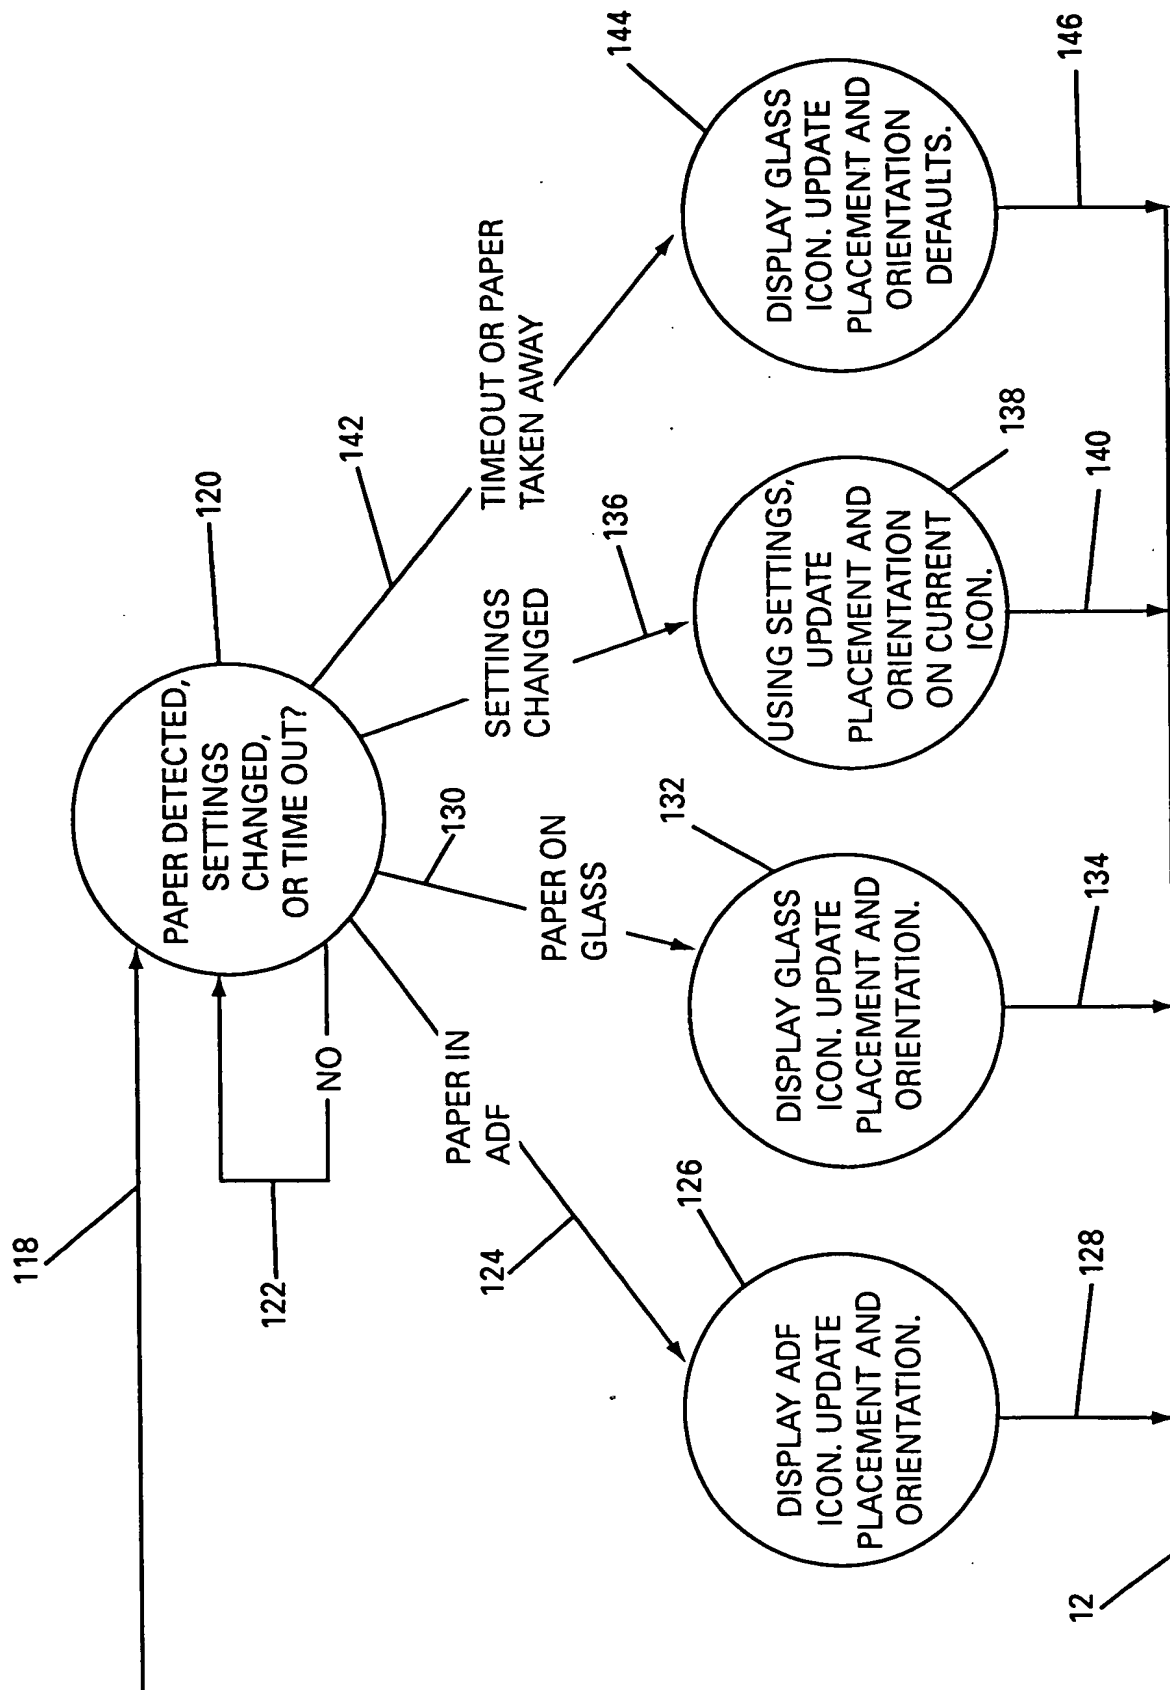 118
120
PAPER DETECTED,
SETTINGS
CHANGED,
OR TIME OUT?
122
NO
124
PAPER IN
ADF
130
PAPER ON
GLASS
SETTINGS
CHANGED
136
142
TIMEOUT OR PAPER
TAKEN AWAY
126
DISPLAY ADF
ICON. UPDATE
PLACEMENT AND
ORIENTATION.
128
132
DISPLAY GLASS
ICON. UPDATE
PLACEMENT AND
ORIENTATION.
134
USING SETTINGS,
UPDATE
PLACEMENT AND
ORIENTATION
ON CURRENT
ICON.
138
140
144
DISPLAY GLASS
ICON. UPDATE
PLACEMENT AND
ORIENTATION
DEFAULTS.
146
12